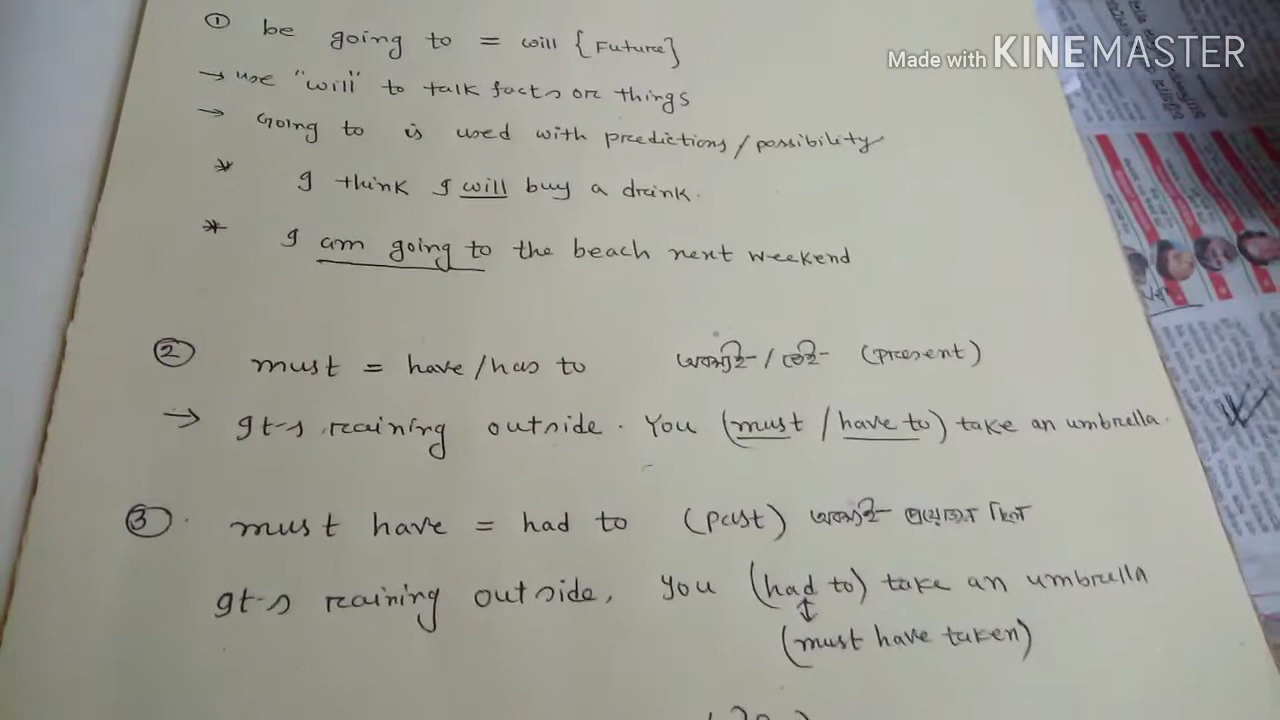 Made with KINEMASTER
① be going to = will {Future}
→ use "will" to talk facts or things
→ Going to is used with predictions/possibility
* I think I will buy a drink.
* I am going to the beach next weekend
② must = have/has to অবশ্যই / (present)
→ It's raining outside. You (must / have to) take an umbrella.
③ must have = had to (past) অবশ্যই প্রয়োজন ছিল
It's raining outside, you (had to) take an umbrella
(must have taken)